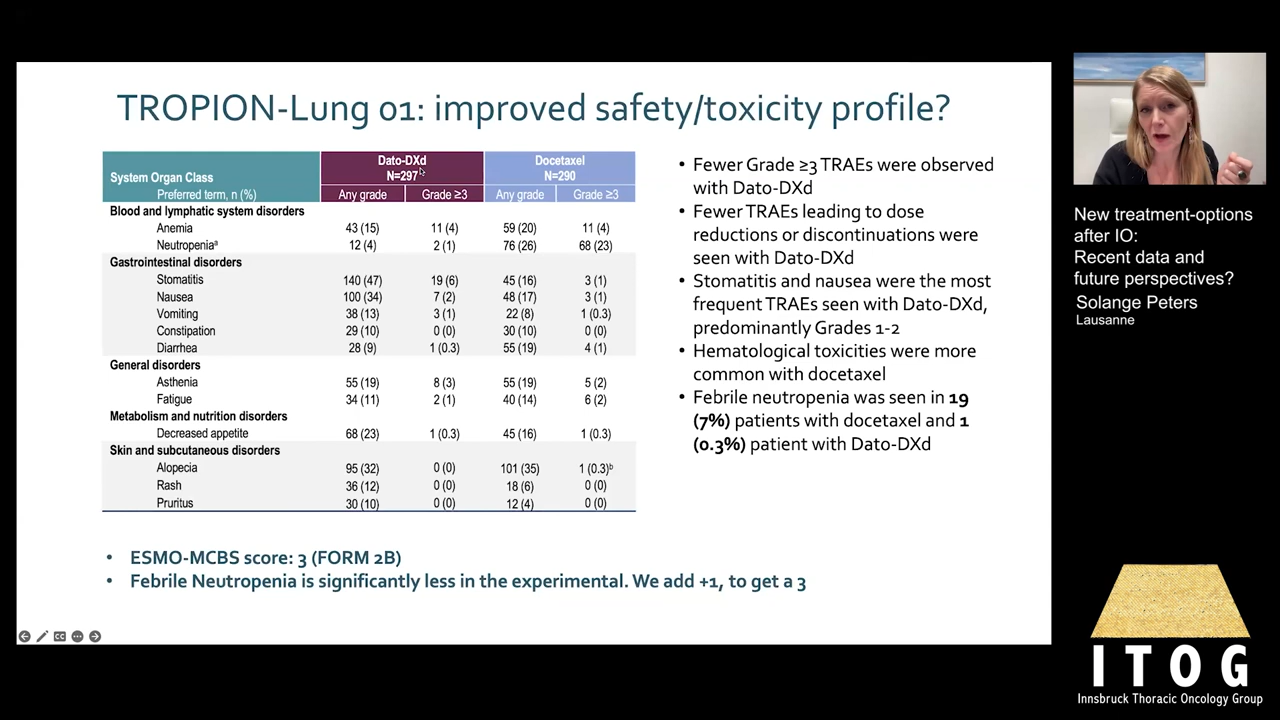 TROPION-Lung 01: improved safety/toxicity profile?
System Organ Class
Preferred term, n (%)
Dato-DXd
N=297
Docetaxel
N=290
Any grade Grade ≥3 Any grade Grade ≥3
Blood and lymphatic system disorders
Anemia 43 (15) 11 (4) 59 (20) 11 (4)
Neutropeniaᵃ 12 (4) 2 (1) 76 (26) 68 (23)
Gastrointestinal disorders
Stomatitis 140 (47) 19 (6) 45 (16) 3 (1)
Nausea 100 (34) 7 (2) 48 (17) 3 (1)
Vomiting 38 (13) 3 (1) 22 (8) 1 (0.3)
Constipation 29 (10) 0 (0) 30 (10) 0 (0)
Diarrhea 28 (9) 1 (0.3) 55 (19) 4 (1)
General disorders
Asthenia 55 (19) 8 (3) 55 (19) 5 (2)
Fatigue 34 (11) 2 (1) 40 (14) 6 (2)
Metabolism and nutrition disorders
Decreased appetite 68 (23) 1 (0.3) 45 (16) 1 (0.3)
Skin and subcutaneous disorders
Alopecia 95 (32) 0 (0) 101 (35) 1 (0.3)ᵇ
Rash 36 (12) 0 (0) 18 (6) 0 (0)
Pruritus 30 (10) 0 (0) 12 (4) 0 (0)
• Fewer Grade ≥3 TRAEs were observed
with Dato-DXd
• Fewer TRAEs leading to dose
reductions or discontinuations were
seen with Dato-DXd
• Stomatitis and nausea were the most
frequent TRAEs seen with Dato-DXd,
predominantly Grades 1-2
• Hematological toxicities were more
common with docetaxel
• Febrile neutropenia was seen in 19
(7%) patients with docetaxel and 1
(0.3%) patient with Dato-DXd
• ESMO-MCBS score: 3 (FORM 2B)
• Febrile Neutropenia is significantly less in the experimental. We add +1, to get a 3
New treatment-options
after IO:
Recent data and
future perspectives?
Solange Peters
Lausanne
ITOG
Innsbruck Thoracic Oncology Group